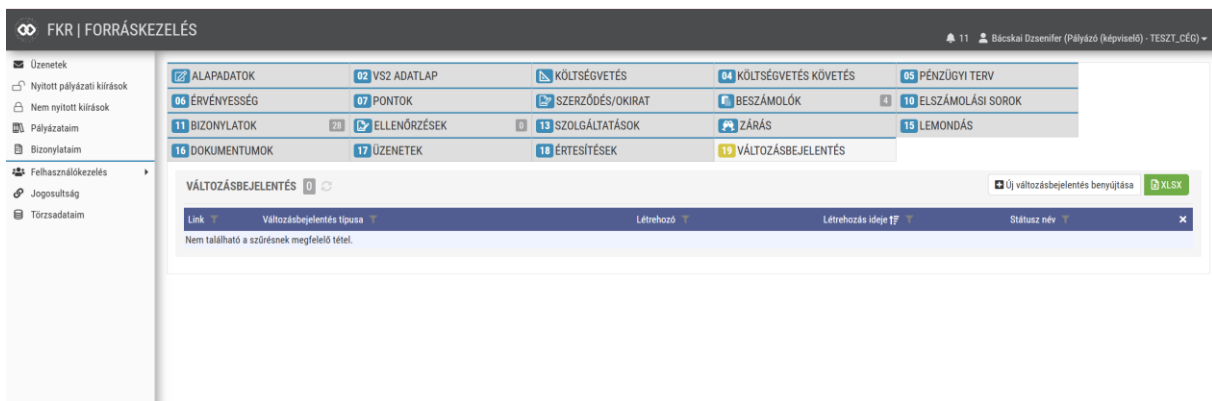 FKR | FORRÁSKEZELÉS
11 Bácskai Dzsenifer (Pályázó (képviselő) - TESZT_CÉG)
Üzenetek
Nyitott pályázati kiírások
Nem nyitott kiírások
Pályázataim
Bizonylataim
Felhasználókezelés
Jogosultság
Törzsadataim
ALAPADATOK 02 VS2 ADATLAP KÖLTSÉGVETÉS 04 KÖLTSÉGVETÉS KÖVETÉS 05 PÉNZÜGYI TERV
06 ÉRVÉNYESSÉG 07 PONTOK SZERZŐDÉS/OKIRAT BESZÁMOLÓK 4 10 ELSZÁMOLÁSI SOROK
11 BIZONYLATOK 28 ELLENŐRZÉSEK 0 13 SZOLGÁLTATÁSOK ZÁRÁS 15 LEMONDÁS
16 DOKUMENTUMOK 17 ÜZENETEK 18 ÉRTESÍTÉSEK 19 VÁLTOZÁSBEJELENTÉS
VÁLTOZÁSBEJELENTÉS 0 Új változásbejelentés benyújtása XLSX
Link Változásbejelentés típusa Létrehozó Létrehozás ideje Státusz név
Nem található a szűrésnek megfelelő tétel.